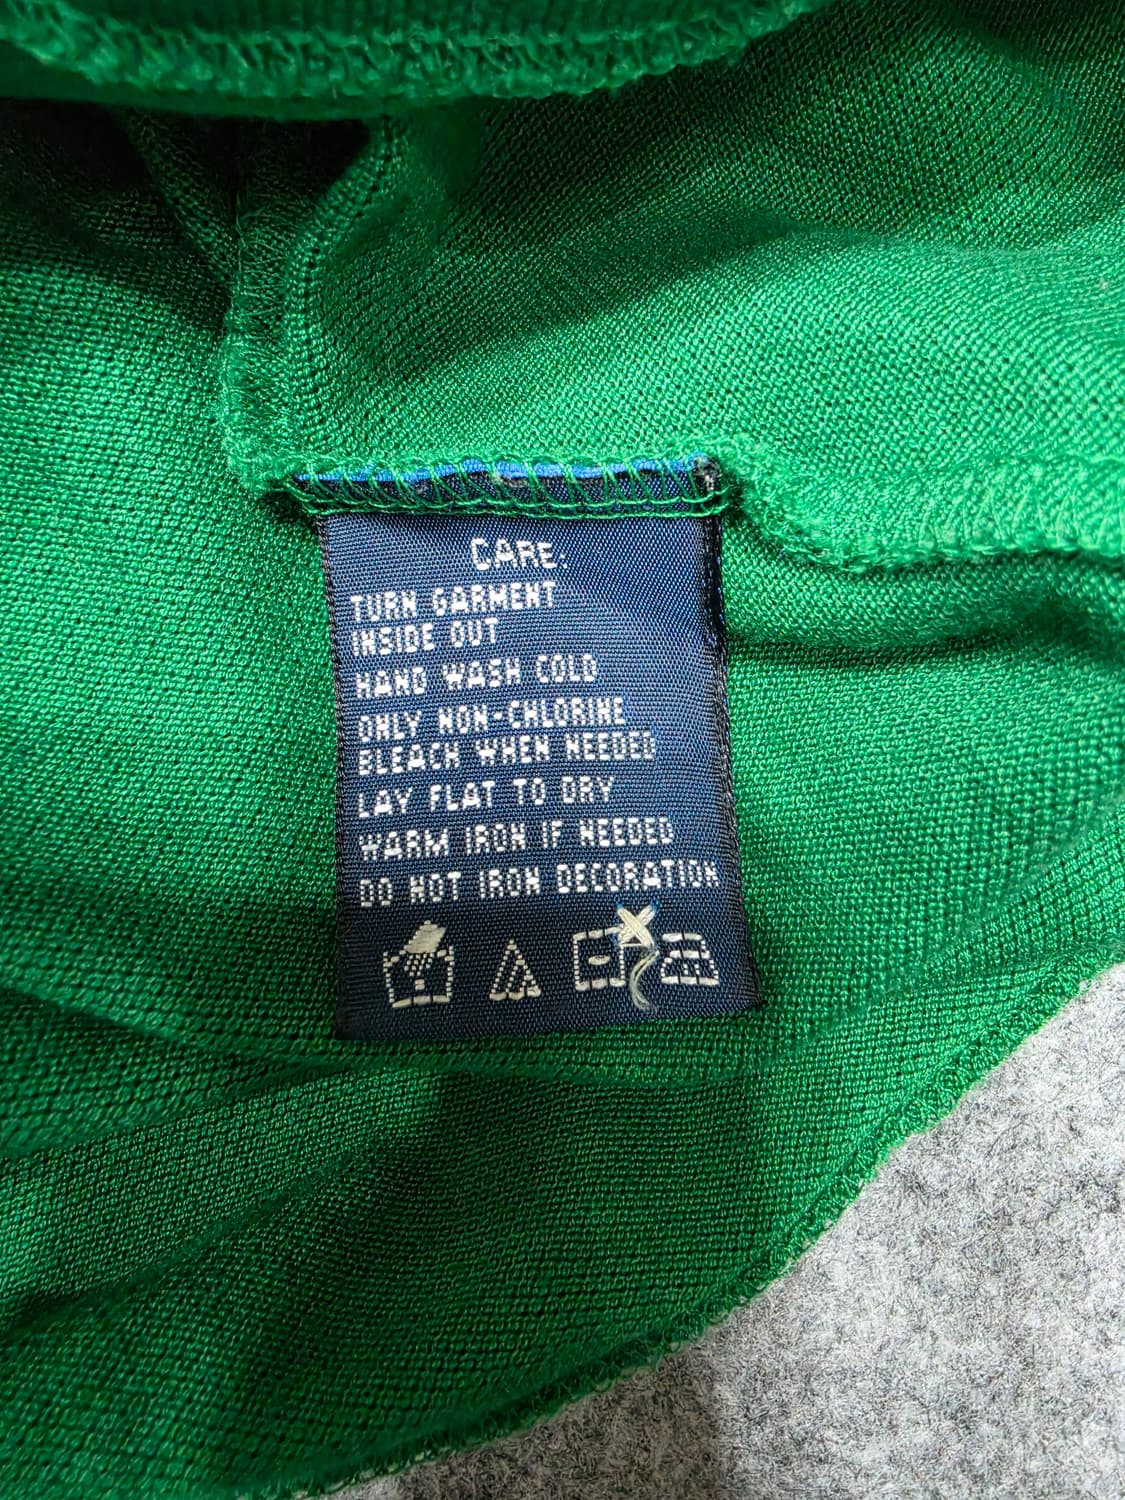 CARE:
TURN GARMENT
INSIDE OUT
HAND WASH COLD
ONLY NON-CHLORINE
BLEACH WHEN NEEDED
LAY FLAT TO DRY
WARM IRON IF NEEDED
DO NOT IRON DECORATION